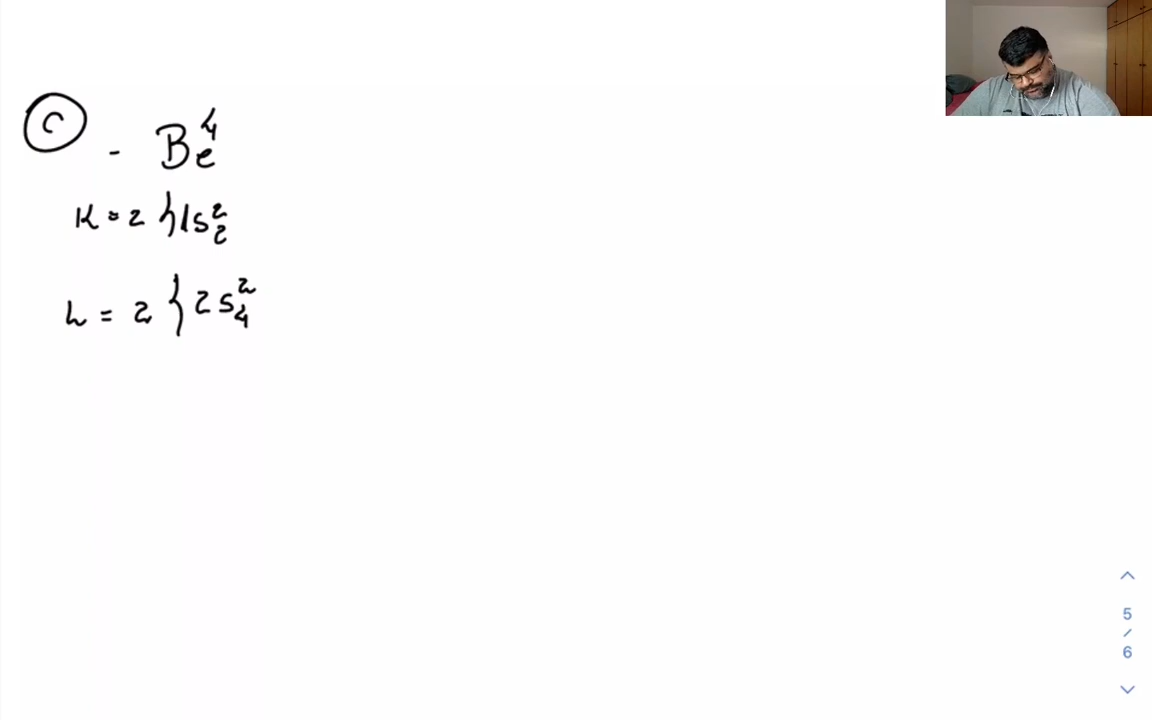 C - Be⁴
K = 2 } 1s²₂
L = 2 } 2s²₄
5
/
6